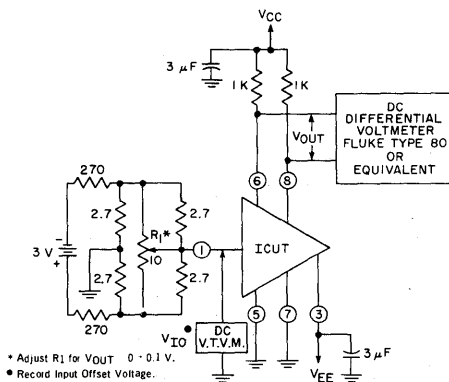 VCC
3 µF
1K
1K
DC
DIFFERENTIAL
VOLTMETER
FLUKE TYPE 80
OR
EQUIVALENT
VOUT
6
8
270
2.7
2.7
R1*
10
3 V
-
+
2.7
2.7
270
1
ICUT
5
7
3
VIO
DC
V.T.V.M.
VEE
3 µF
* Adjust R1 for VOUT 0 ± 0.1 V.
• Record Input Offset Voltage.